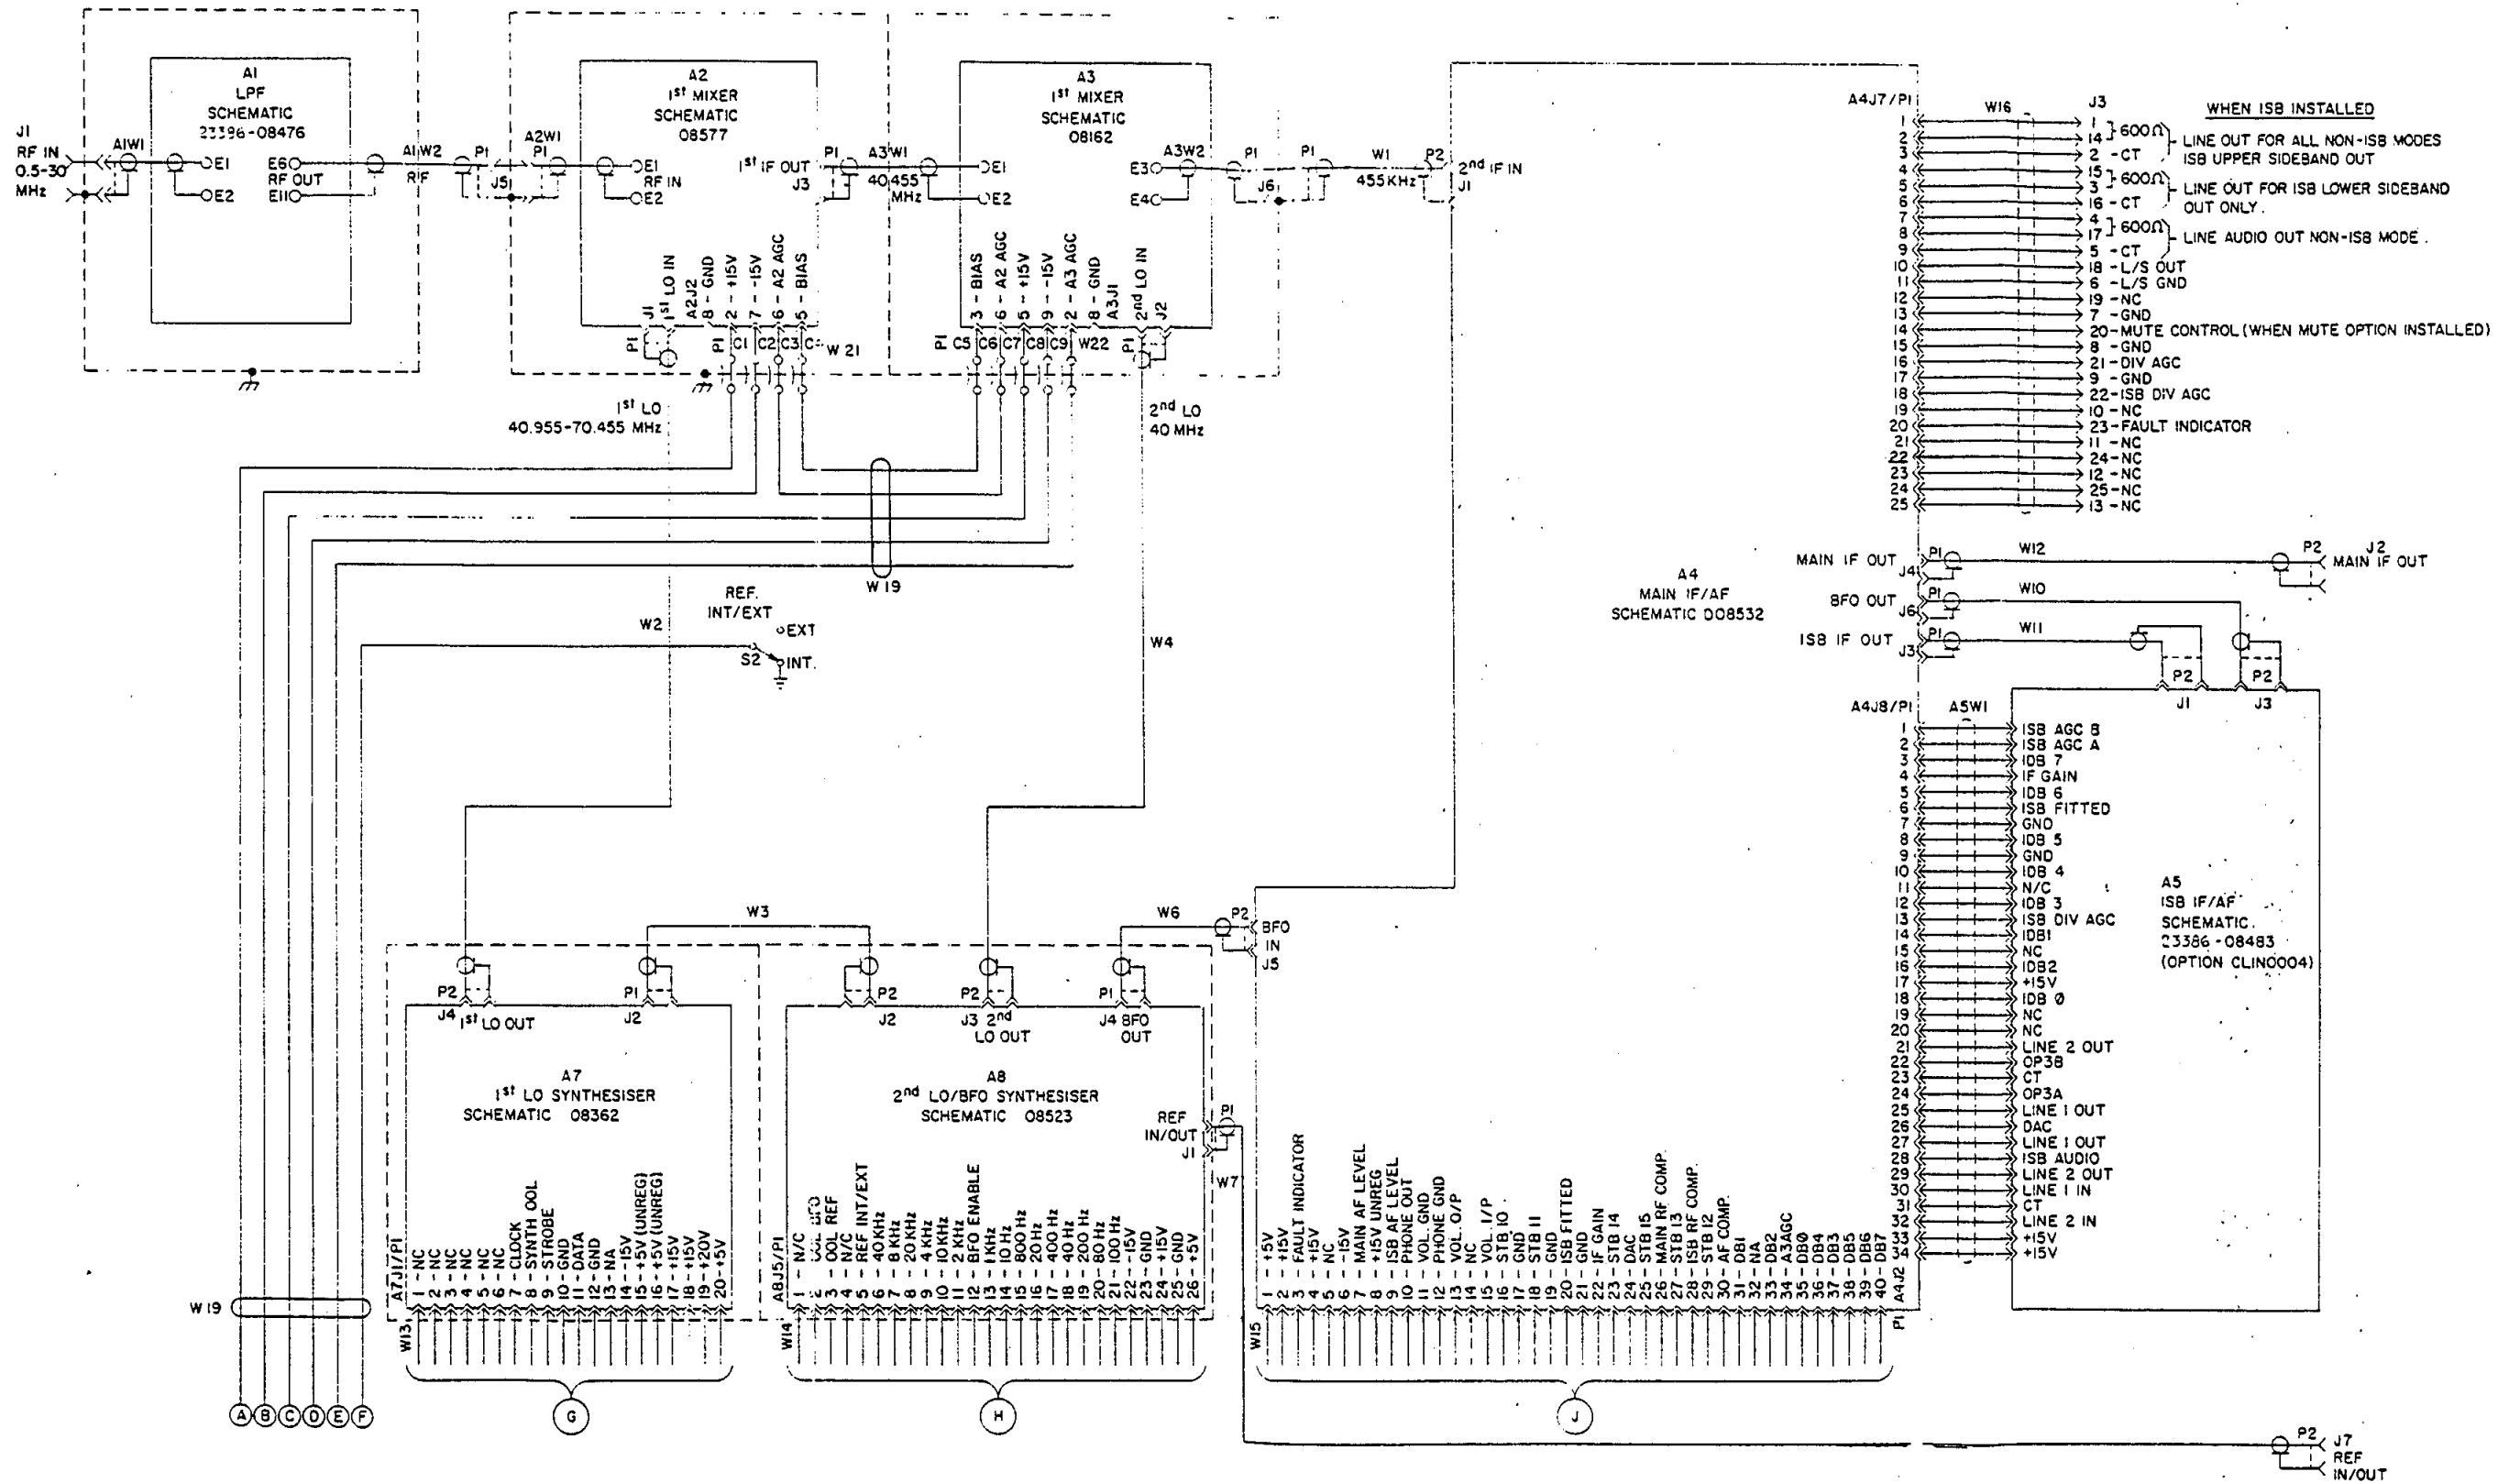 A1
LPF
SCHEMATIC
23396-08476
J1
RF IN
0.5-30
MHz
A1W1
E1
E2
E6
RF OUT
E11
A1W2
RF
P1
J5
A2W1
P1
A2
1st MIXER
SCHEMATIC
08577
E1
RF IN
E2
1st IF OUT
J3
P1
A3W1
40.455
MHz
J1
1st LO IN
A2J2
8 - GND
2 - +15V
7 - -15V
6 - A2 AGC
5 - BIAS
P1
P1
C1
C2
C3
W 21
A3
1st MIXER
SCHEMATIC
08162
E1
E2
E3
E4
A3W2
P1
J6
P1
W1
455KHz
P2
2nd IF IN
J1
3 - BIAS
6 - A2 AGC
5 - +15V
9 - -15V
2 - A3 AGC
8 - GND
A3J1
2nd LO IN
J2
P1
C5
C6
C7
C8
C9
W22
P1
1st LO
40.955-70.455 MHz
2nd LO
40 MHz
W 19
REF.
INT/EXT
EXT
S2
INT.
W2
W4
A4J7/P1
W16
J3
WHEN ISB INSTALLED
1
1
2
14
600Ω
LINE OUT FOR ALL NON-ISB MODES
3
2 - CT
ISB UPPER SIDEBAND OUT
4
15
5
3
600Ω
LINE OUT FOR ISB LOWER SIDEBAND
6
16 - CT
OUT ONLY.
7
4
8
17
600Ω
LINE AUDIO OUT NON-ISB MODE.
9
5 - CT
10
18 - L/S OUT
11
6 - L/S GND
12
19 - NC
13
7 - GND
14
20-MUTE CONTROL (WHEN MUTE OPTION INSTALLED)
15
8 - GND
16
21 - DIV AGC
17
9 - GND
18
22-ISB DIV AGC
19
10 - NC
20
23-FAULT INDICATOR
21
11 - NC
22
24-NC
23
12 - NC
24
25-NC
25
13 - NC
A4
MAIN IF/AF
SCHEMATIC D08532
MAIN IF OUT
P1
J4
W12
P2
J2
MAIN IF OUT
BFO OUT
P1
J6
W10
ISB IF OUT
P1
J3
W11
P2
P2
J1
J3
A4J8/P1
A5W1
1
ISB AGC B
2
ISB AGC A
3
IDB 7
4
IF GAIN
5
IDB 6
6
ISB FITTED
7
GND
8
IDB 5
9
GND
10
IDB 4
11
N/C
12
IDB 3
13
ISB DIV AGC
14
IDB1
15
NC
16
IDB2
17
+15V
18
IDB 0
19
NC
20
NC
21
LINE 2 OUT
22
OP3B
23
CT
24
OP3A
25
LINE 1 OUT
26
DAC
27
LINE 1 OUT
28
ISB AUDIO
29
LINE 2 OUT
30
LINE 1 IN
31
CT
32
LINE 2 IN
33
+15V
34
+15V
A5
ISB IF/AF
SCHEMATIC.
23386-08483
(OPTION CLIN0004)
W3
W6
P2
BFO
IN
J5
P2
J4
1st LO OUT
P1
J2
P2
J2
P2
J3 2nd
LO OUT
P1
J4 BFO
OUT
A7
1st LO SYNTHESISER
SCHEMATIC 08362
A8
2nd LO/BFO SYNTHESISER
SCHEMATIC 08523
REF
IN/OUT
J1
P1
W7
A7J1/P1
1 - NC
2 - NC
3 - NC
4 - NC
5 - NC
6 - NC
7 - CLOCK
8 - SYNTH OOL
9 - STROBE
10 - GND
11 - DATA
12 - GND
13 - NA
14 - -15V
15 - +5V (UNREG)
16 - +5V (UNREG)
17 - +15V
18 - +15V
19 - +20V
20 - +5V
W13
A8J5/P1
1 - N/C
2 - OOL BFO
3 - OOL REF
4 - N/C
5 - REF INT/EXT
6 - 40KHz
7 - 8 KHz
8 - 20KHz
9 - 4 KHz
10 - 10KHz
11 - 2 KHz
12 - BFO ENABLE
13 - 1KHz
14 - 10 Hz
15 - 800 Hz
16 - 20 Hz
17 - 400 Hz
18 - 40 Hz
19 - 200 Hz
20 - 80Hz
21 - 100 Hz
22 - -15V
23 - GND
24 - +15V
25 - GND
26 - +5V
W14
1 - +5V
2 - +15V
3 - FAULT INDICATOR
4 - +15V
5 - NC
6 - -15V
7 - MAIN AF LEVEL
8 - +15V UNREG
9 - ISB AF LEVEL
10 - PHONE OUT
11 - VOL. GND
12 - PHONE GND
13 - VOL. O/P
14 - NC
15 - VOL. I/P
16 - STB 10
17 - GND
18 - STB 11
19 - GND
20 - ISB FITTED
21 - GND
22 - IF GAIN
23 - STB 14
24 - DAC
25 - STB 15
26 - MAIN RF COMP.
27 - STB 13
28 - ISB RF COMP.
29 - STB 12
30 - AF COMP.
31 - DB1
32 - NA
33 - DB2
34 - A3AGC
35 - DB0
36 - DB4
37 - DB3
38 - DB5
39 - DB6
40 - DB7
A4J2
P1
W15
W 19
A
B
C
D
E
F
G
H
J
P2
J7
REF
IN/OUT